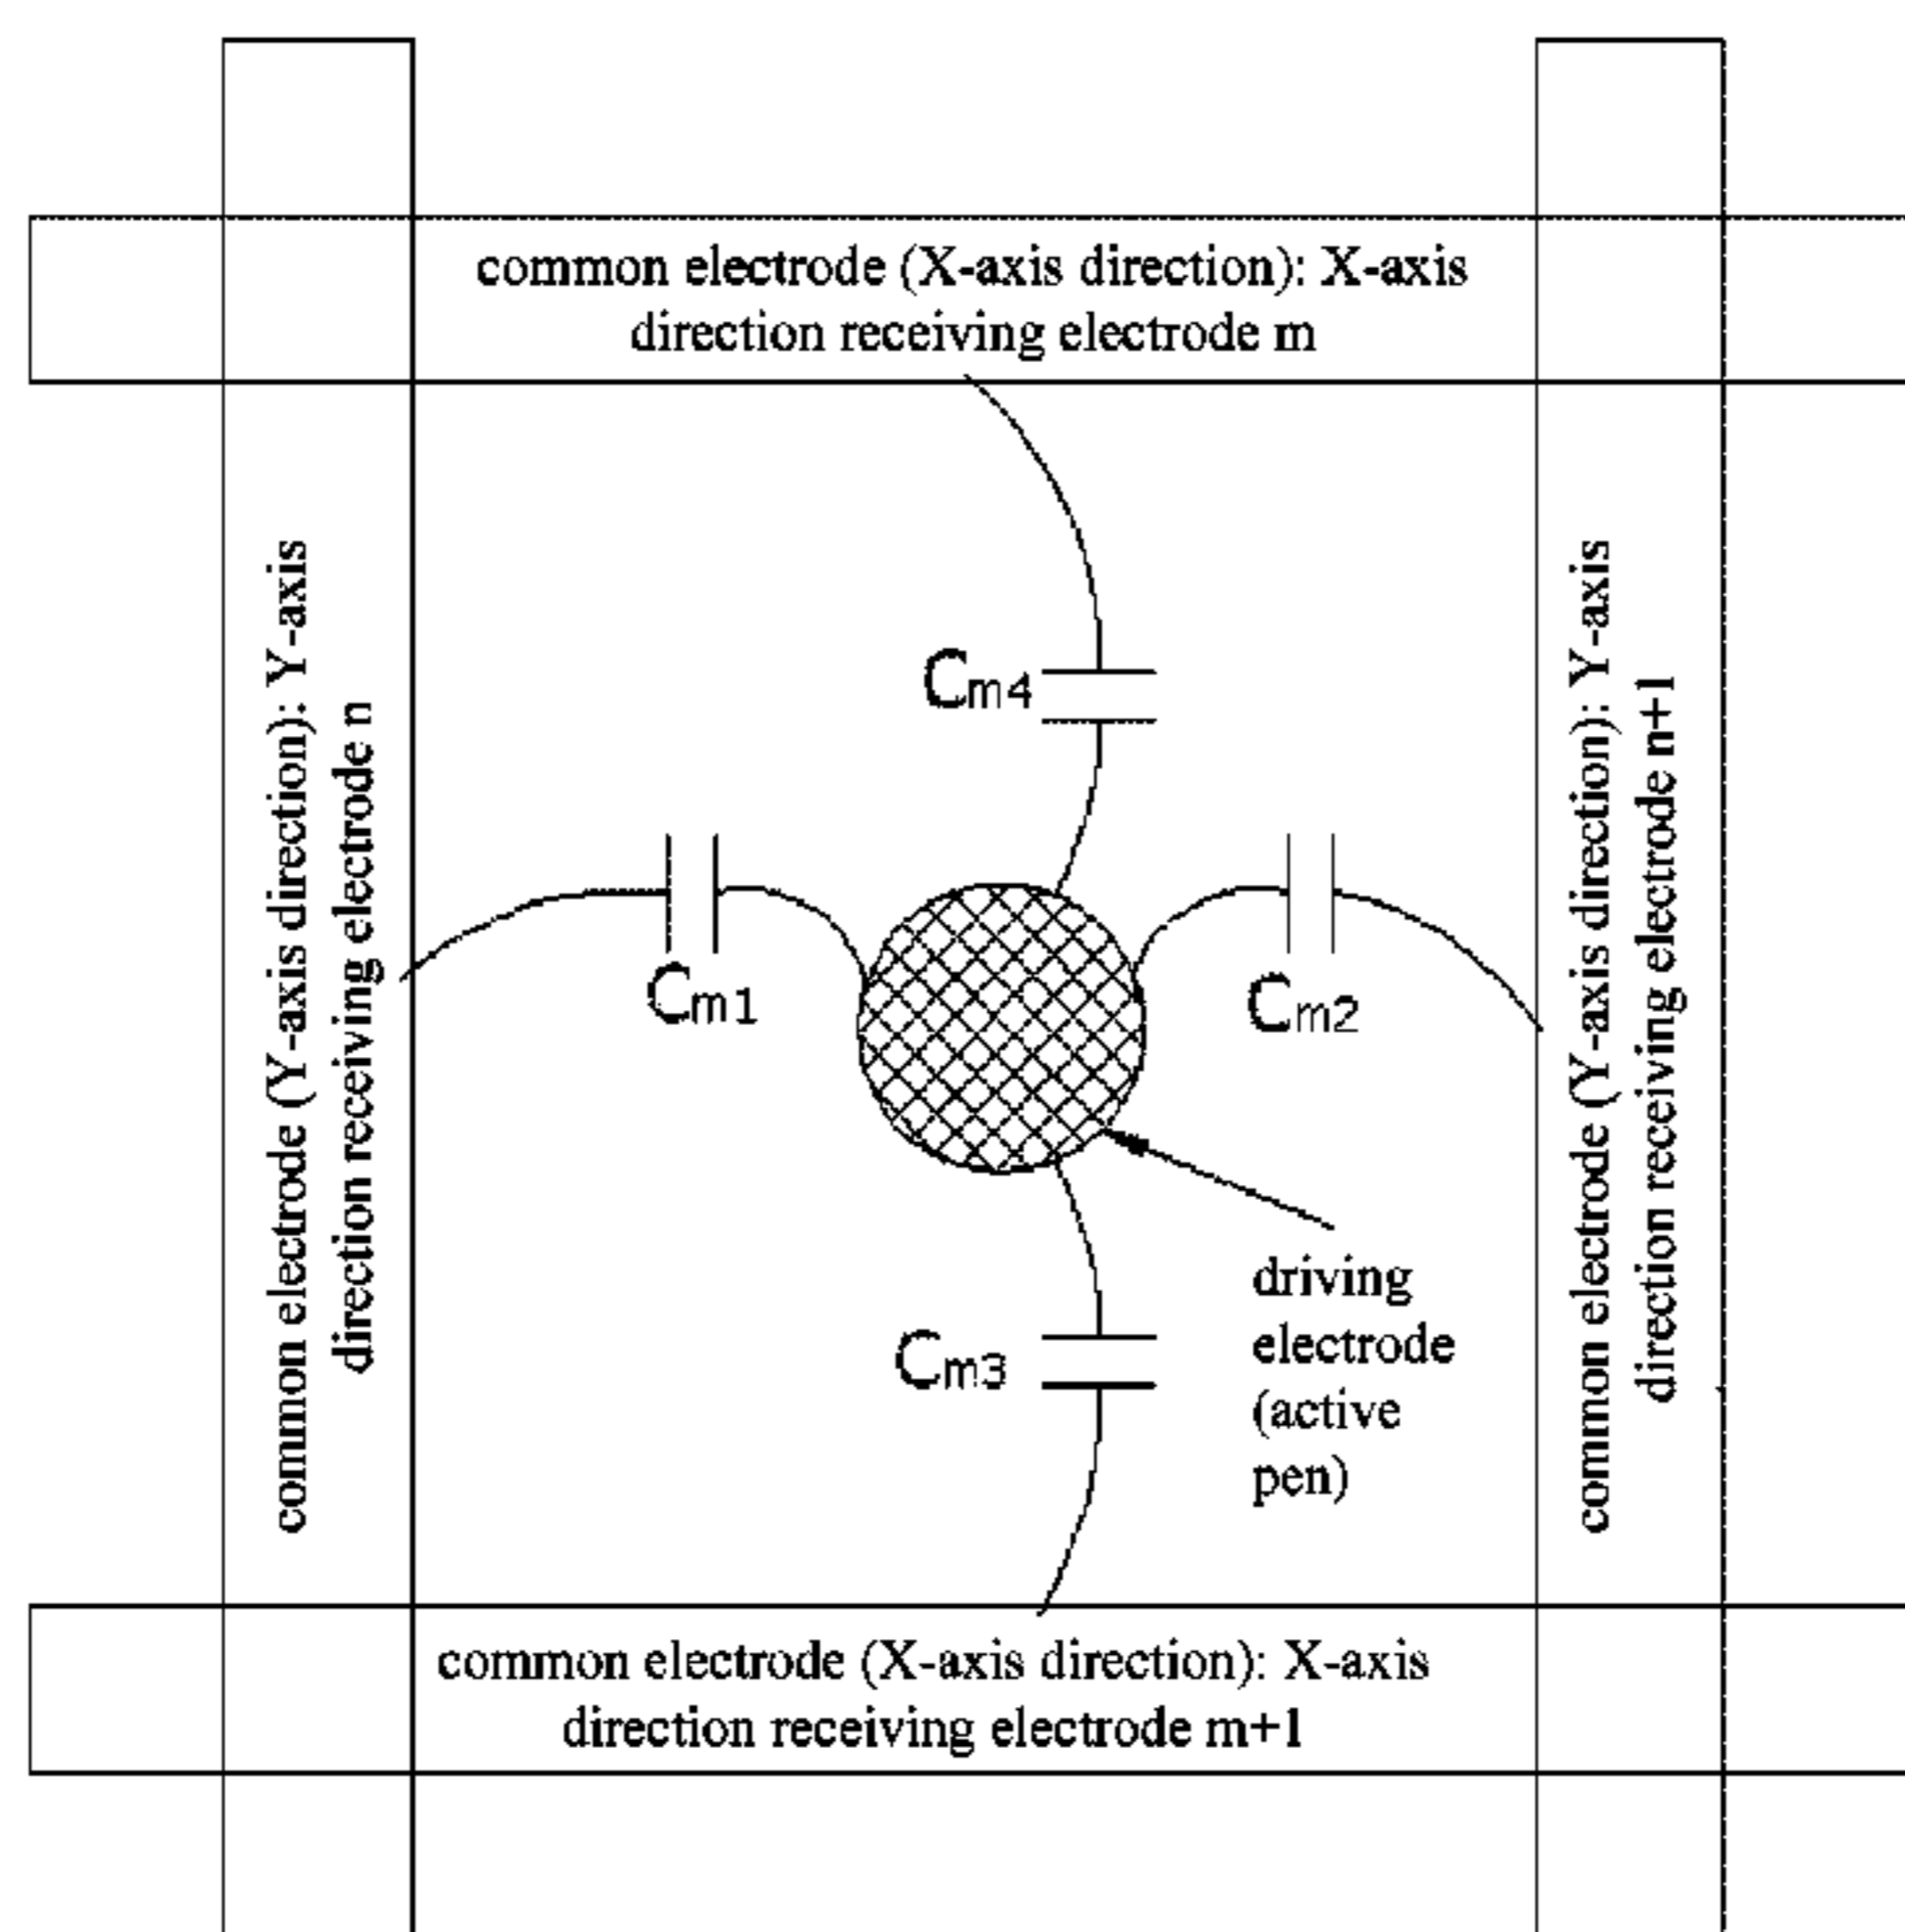 common electrode (X-axis direction): X-axis
direction receiving electrode m
common electrode (Y-axis direction): Y-axis
direction receiving electrode n
Cm4
Cm1
Cm2
common electrode (Y-axis direction): Y-axis
direction receiving electrode n+1
Cm3
driving
electrode
(active
pen)
common electrode (X-axis direction): X-axis
direction receiving electrode m+1